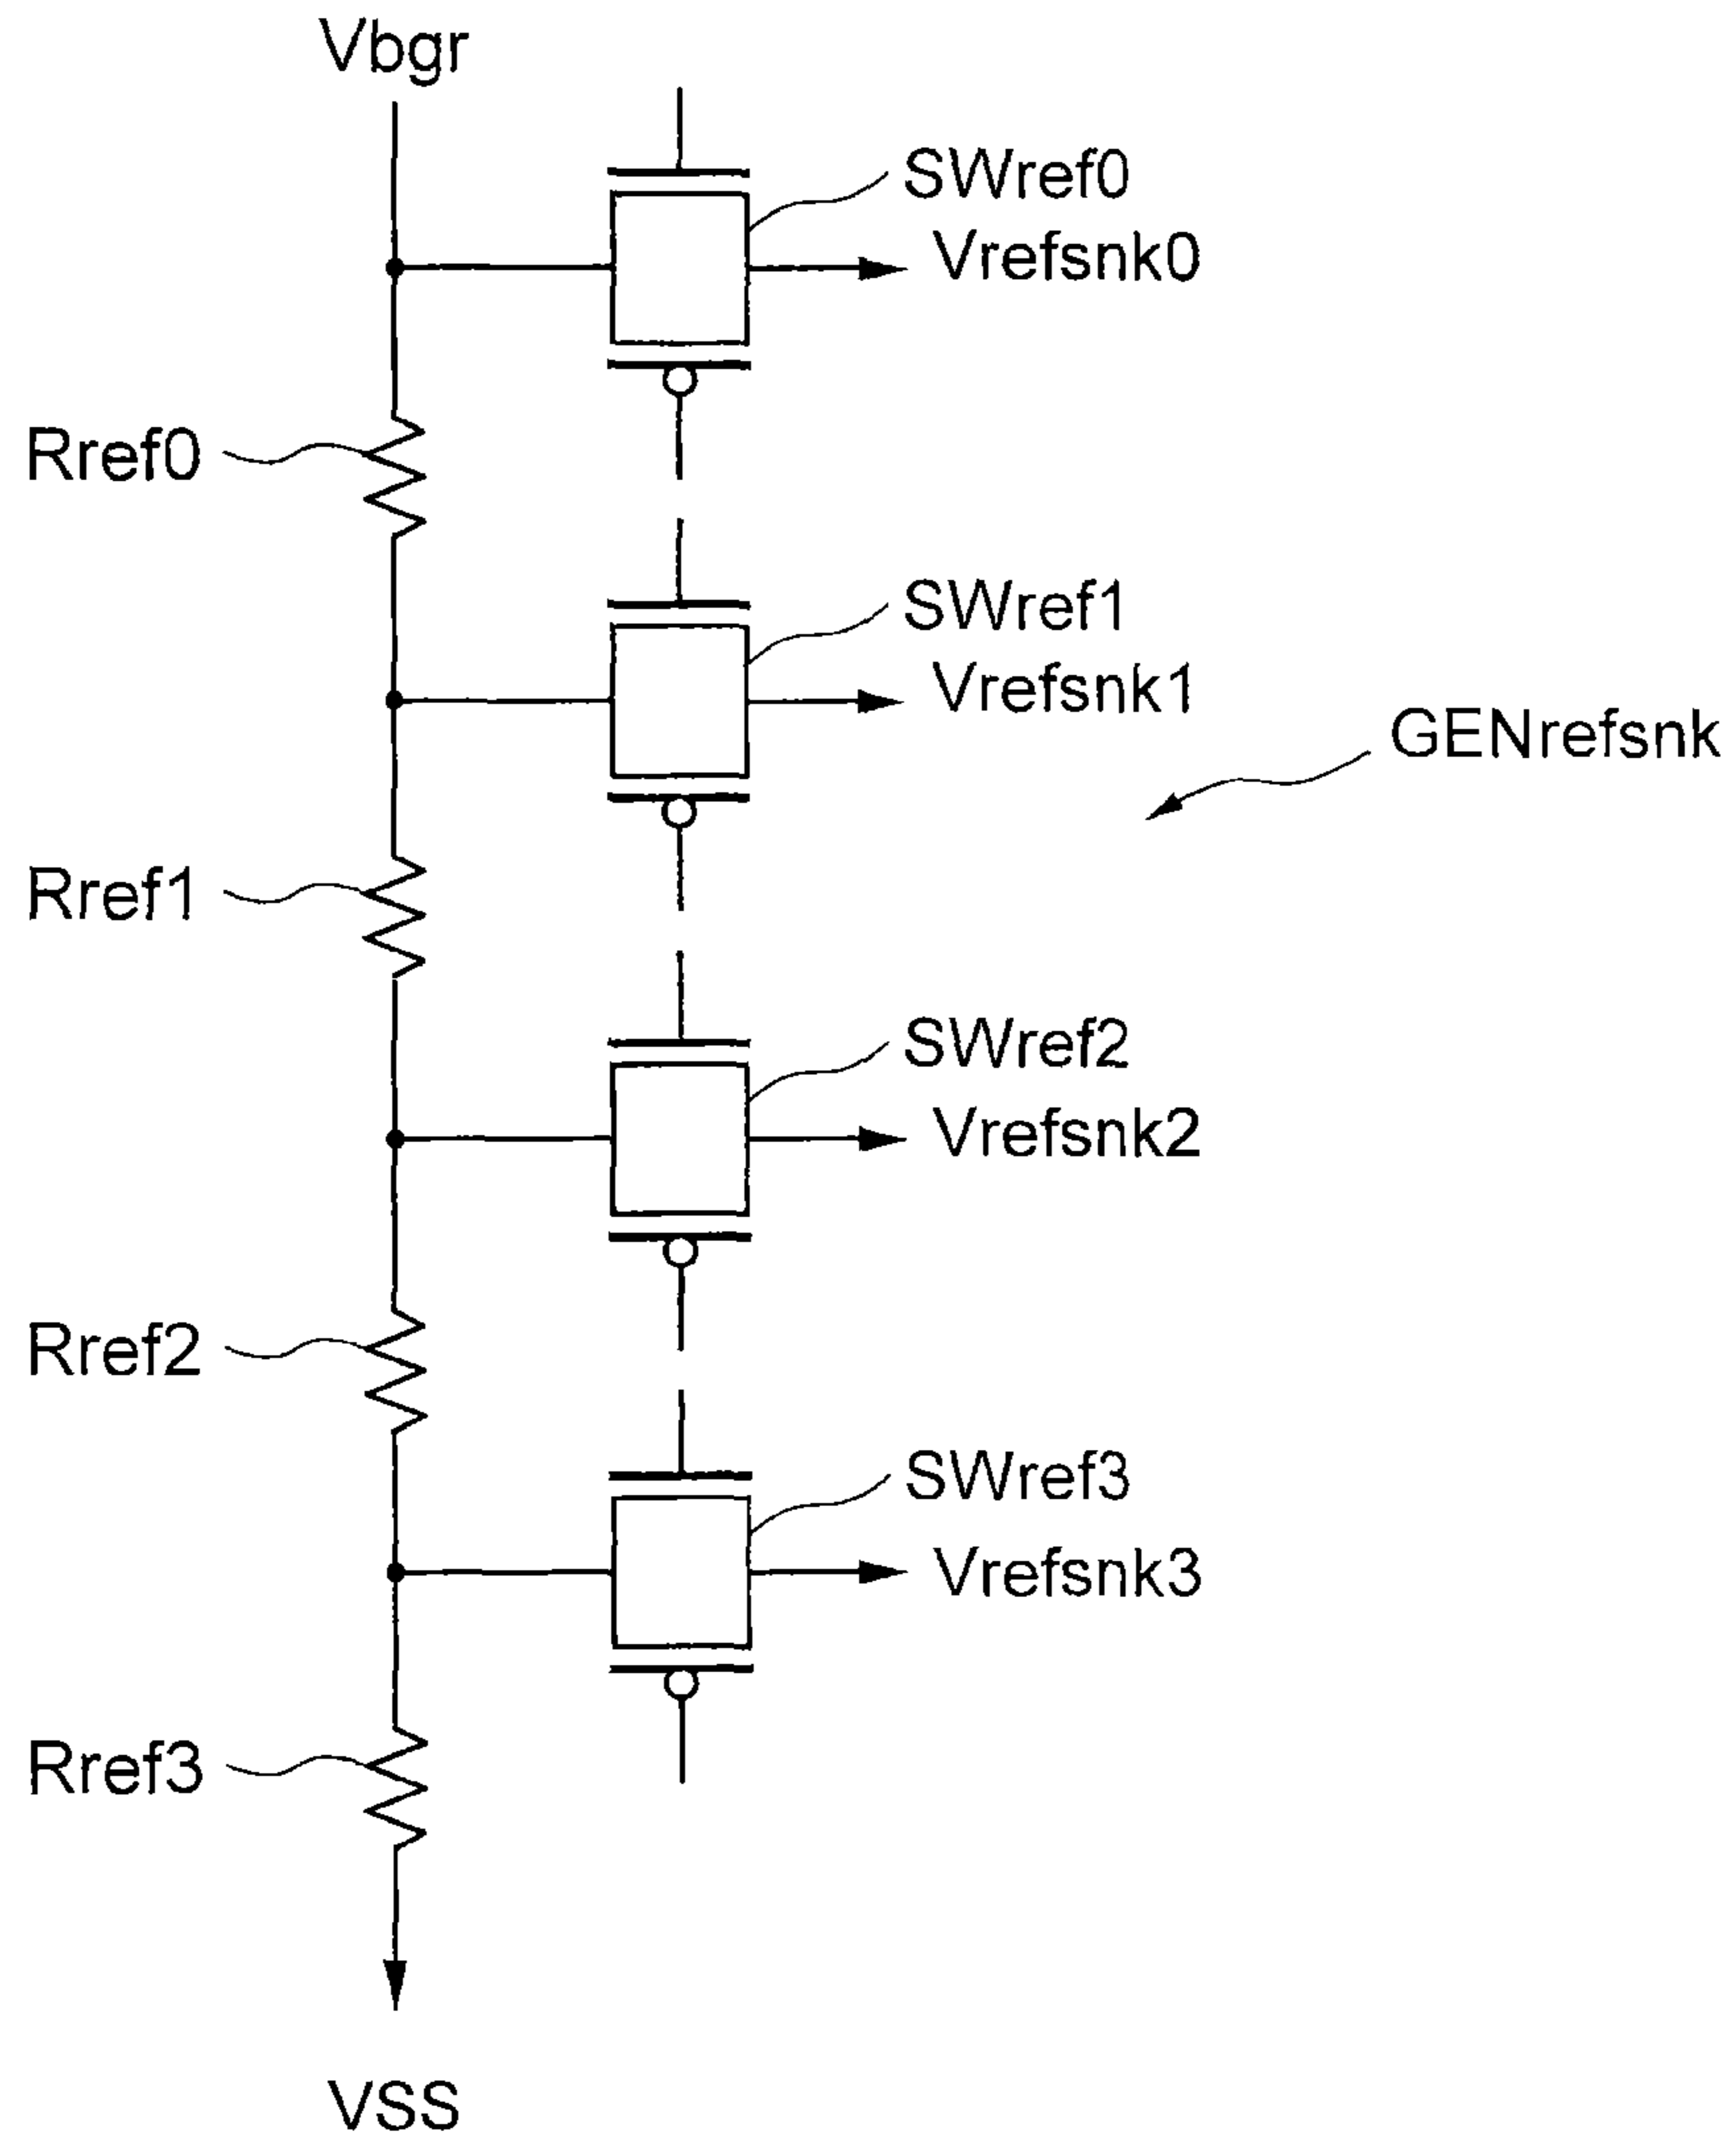 Vbgr
SWref0
Vrefsnk0
Rref0
SWref1
Vrefsnk1
GENrefsnk
Rref1
SWref2
Vrefsnk2
Rref2
SWref3
Vrefsnk3
Rref3
VSS